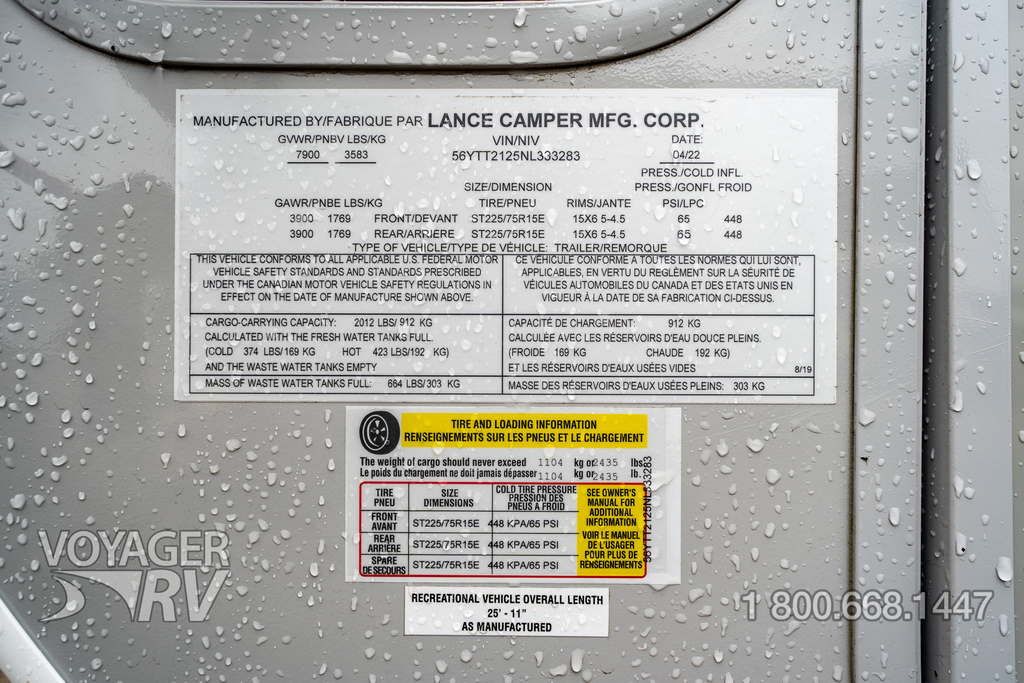 MANUFACTURED BY/FABRIQUE PAR LANCE CAMPER MFG. CORP.
GVWR/PNBV LBS/KG VIN/NIV DATE:
7900 3583 56YTT2125NL333283 04/22
PRESS./COLD INFL.
SIZE/DIMENSION PRESS./GONFL FROID
GAWR/PNBE LBS/KG TIRE/PNEU RIMS/JANTE PSI/LPC
3900 1769 FRONT/DEVANT ST225/75R15E 15X6 5-4.5 65 448
3900 1769 REAR/ARRIÈRE ST225/75R15E 15X6 5-4.5 65 448
TYPE OF VEHICLE/TYPE DE VÉHICULE: TRAILER/REMORQUE
THIS VEHICLE CONFORMS TO ALL APPLICABLE U.S. FEDERAL MOTOR
VEHICLE SAFETY STANDARDS AND STANDARDS PRESCRIBED
UNDER THE CANADIAN MOTOR VEHICLE SAFETY REGULATIONS IN
EFFECT ON THE DATE OF MANUFACTURE SHOWN ABOVE.
CE VÉHICULE CONFORME A TOUTES LES NORMES QUI LUI SONT,
APPLICABLES, EN VERTU DU REGLÈMENT SUR LA SÉURITÉ DE
VÉICULES AUTOMOBILES DU CANADA ET DES ETATS UNIS EN
VIGUEUR À LA DATE DE SA FABRICATION CI-DESSUS.
CARGO-CARRYING CAPACITY: 2012 LBS/ 912 KG
CALCULATED WITH THE FRESH WATER TANKS FULL.
(COLD 374 LBS/169 KG HOT 423 LBS/192 KG)
AND THE WASTE WATER TANKS EMPTY
CAPACITÉ DE CHARGEMENT: 912 KG
CALCULÉE AVEC LES RÉSERVOIRS D'EAU DOUCE PLEINS.
(FROIDE 169 KG CHAUDE 192 KG)
ET LES RÉSERVOIRS D'EAUX USÉES VIDES 8/19
MASS OF WASTE WATER TANKS FULL: 664 LBS/303 KG
MASSE DES RÉSERVOIRS D'EAUX USÉES PLEINS: 303 KG
TIRE AND LOADING INFORMATION
RENSEIGNEMENTS SUR LES PNEUS ET LE CHARGEMENT
The weight of cargo should never exceed 1104 kg or 2435 lbs.
Le poids du chargement ne doit jamais dépasser 1104 kg or 2435 lb.
TIRE SIZE COLD TIRE PRESSURE
PNEU DIMENSIONS PRESSION DES
PNEUS À FROID
FRONT
AVANT ST225/75R15E 448 KPA/65 PSI
REAR
ARRIÈRE ST225/75R15E 448 KPA/65 PSI
SPARE
DE SECOURS ST225/75R15E 448 KPA/65 PSI
SEE OWNER'S
MANUAL FOR
ADDITIONAL
INFORMATION
VOIR LE MANUEL
DE L'USAGER
POUR PLUS DE
RENSEIGNEMENTS
56YTT2125NL333283
RECREATIONAL VEHICLE OVERALL LENGTH
25' - 11"
AS MANUFACTURED
VOYAGER
RV
1 800.668.1447